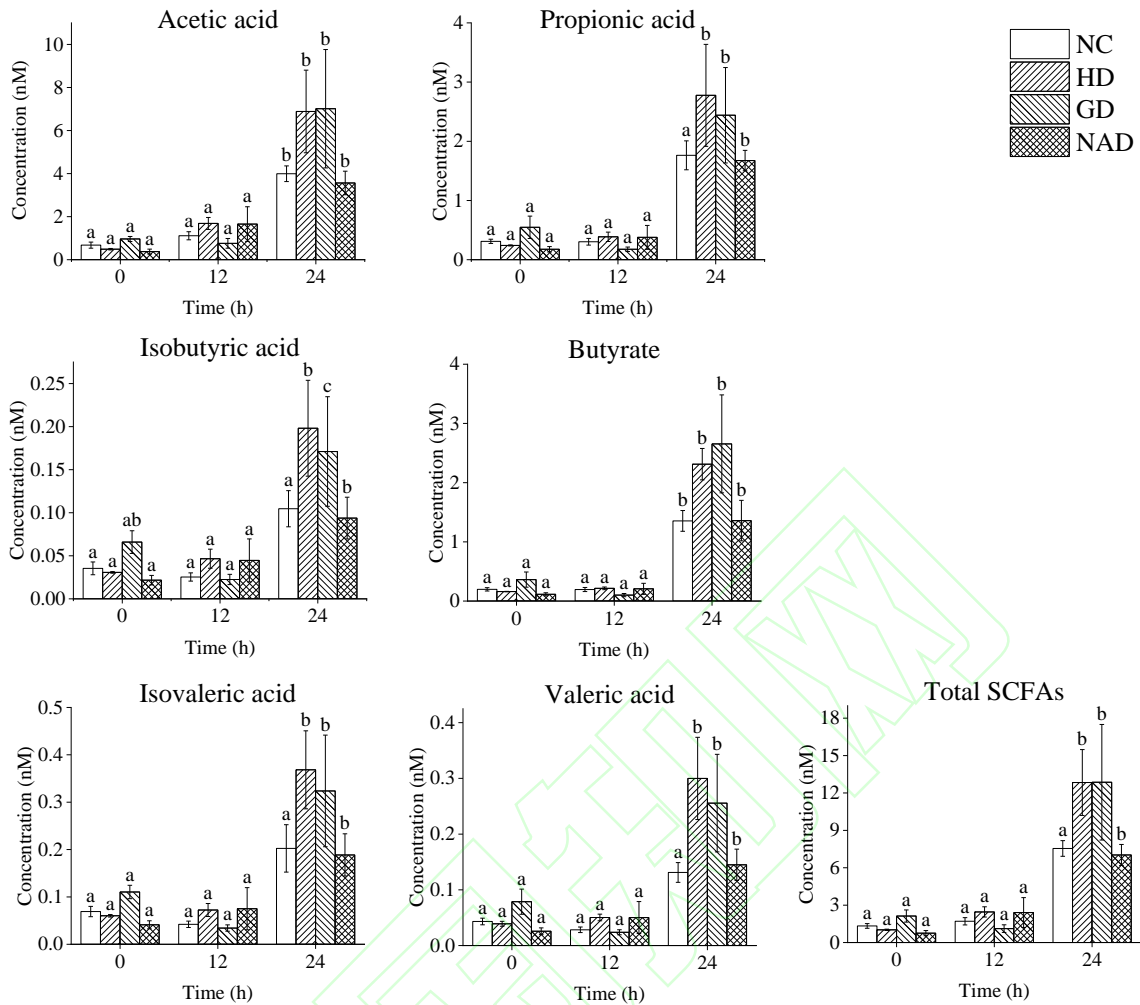 Acetic acid
Concentration (nM)
10
8
6
4
2
0
a a a a
a a a a
b b b b
0 12 24
Time (h)
Propionic acid
Concentration (nM)
4
3
2
1
0
a a a a
a a a a
a b b b
0 12 24
Time (h)
NC
HD
GD
NAD
Isobutyric acid
Concentration (nM)
0.25
0.20
0.15
0.10
0.05
0.00
a a ab a
a a a a
a b c b
0 12 24
Time (h)
Butyrate
Concentration (nM)
4
3
2
1
0
a a a a
a a a a
b b b b
0 12 24
Time (h)
Isovaleric acid
Concentration (nM)
0.5
0.4
0.3
0.2
0.1
0.0
a a a a
a a a a
a b b b
0 12 24
Time (h)
Valeric acid
Concentration (nM)
0.4
0.3
0.2
0.1
0.0
a a a a
a a a a
a b b b
0 12 24
Time (h)
Total SCFAs
Concentration (nM)
18
15
12
9
6
3
0
a a a a
a a a a
a b b b
0 12 24
Time (h)